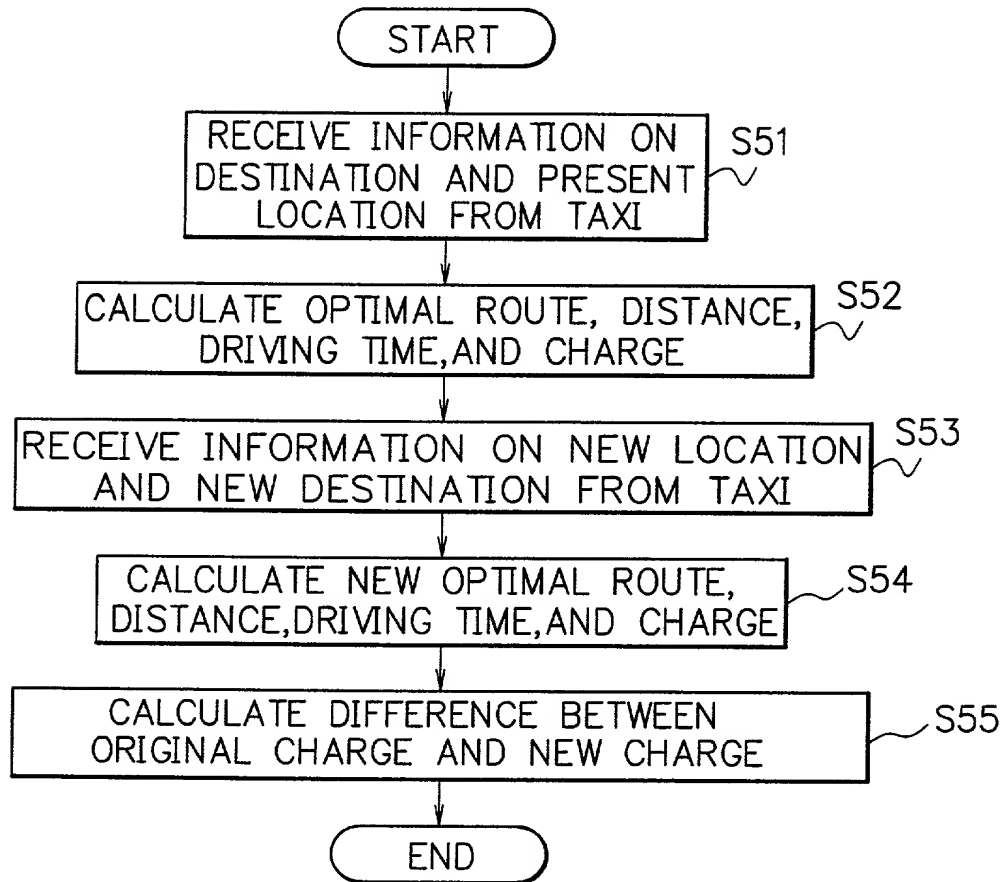 START
RECEIVE INFORMATION ON
DESTINATION AND PRESENT
LOCATION FROM TAXI
S51
CALCULATE OPTIMAL ROUTE, DISTANCE,
DRIVING TIME,AND CHARGE
S52
RECEIVE INFORMATION ON NEW LOCATION
AND NEW DESTINATION FROM TAXI
S53
CALCULATE NEW OPTIMAL ROUTE,
DISTANCE,DRIVING TIME,AND CHARGE
S54
CALCULATE DIFFERENCE BETWEEN
ORIGINAL CHARGE AND NEW CHARGE
S55
END